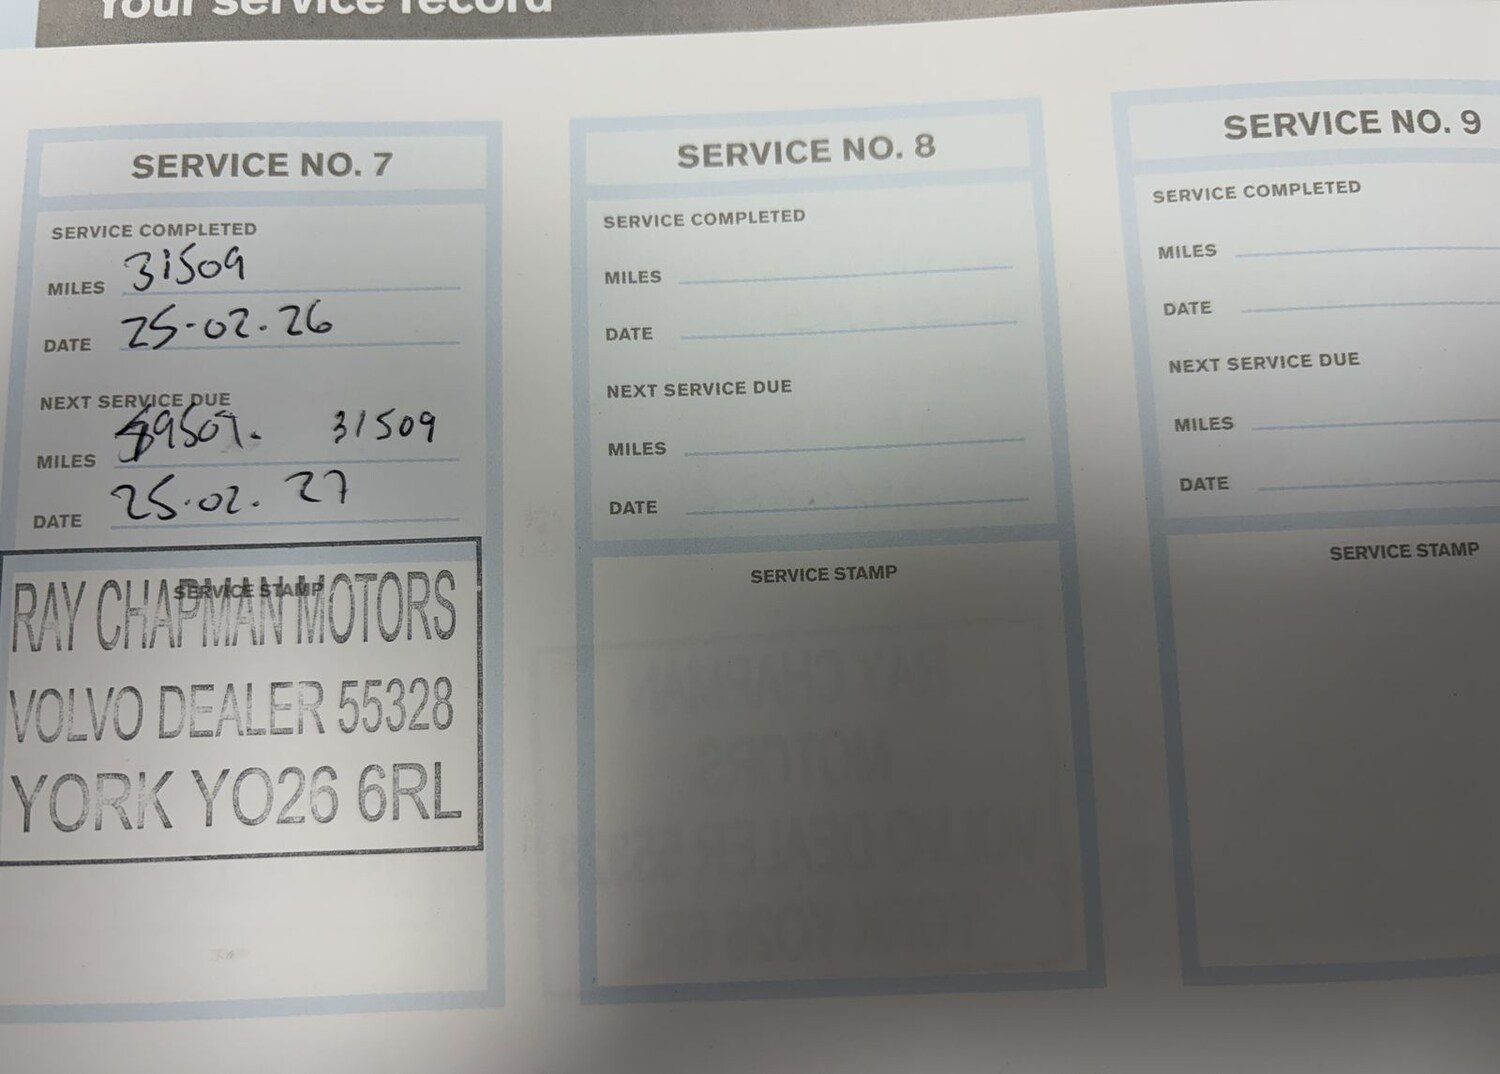 Your service record
SERVICE NO. 7
SERVICE COMPLETED
MILES 31509
DATE 25.02.26
NEXT SERVICE DUE
MILES 31509
DATE 25.02.27
SERVICE STAMP
RAY CHAPMAN MOTORS
VOLVO DEALER 55328
YORK YO26 6RL
SERVICE NO. 8
SERVICE COMPLETED
MILES
DATE
NEXT SERVICE DUE
MILES
DATE
SERVICE STAMP
SERVICE NO. 9
SERVICE COMPLETED
MILES
DATE
NEXT SERVICE DUE
MILES
DATE
SERVICE STAMP